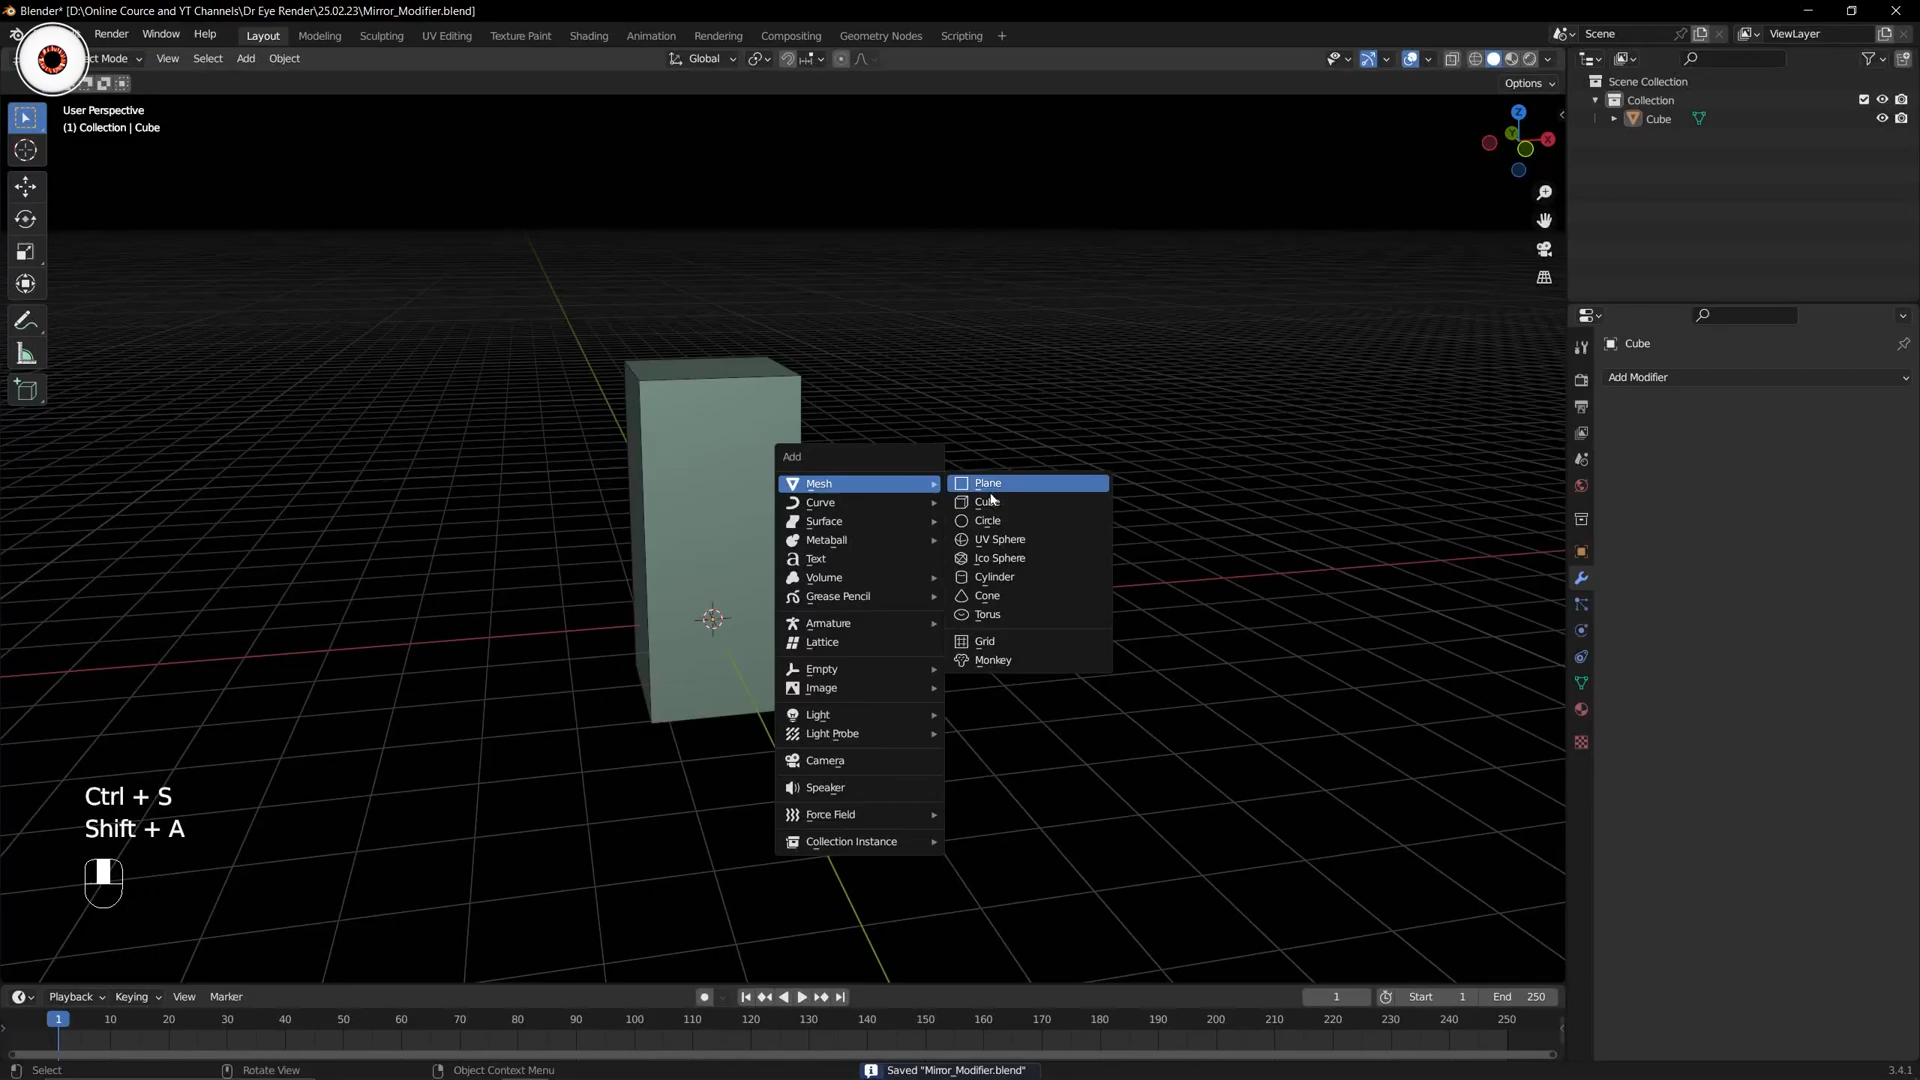 Blender* [D:\Online Cource and YT Channels\Dr Eye Render\25.02.23\Mirror_Modifier.blend]
Render Window Help Layout Modeling Sculpting UV Editing Texture Paint Shading Animation Rendering Compositing Geometry Nodes Scripting + Scene ViewLayer
ct Mode View Select Add Object Global
Options
User Perspective
(1) Collection | Cube
Scene Collection
Collection
Cube
Z
Y
X
Cube
Add Modifier
Add
Mesh
Curve
Surface
Metaball
Text
Volume
Grease Pencil
Armature
Lattice
Empty
Image
Light
Light Probe
Camera
Speaker
Force Field
Collection Instance
Plane
Cube
Circle
UV Sphere
Ico Sphere
Cylinder
Cone
Torus
Grid
Monkey
Ctrl + S
Shift + A
Playback Keying View Marker 1 Start 1 End 250
1 10 20 30 40 50 60 70 80 90 100 110 120 130 140 150 160 170 180 190 200 210 220 230 240 250
Select Rotate View Object Context Menu Saved "Mirror_Modifier.blend" 3.4.1